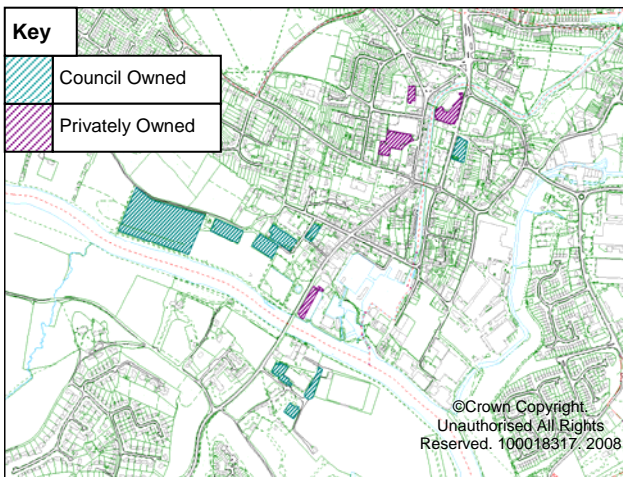 Key
Council Owned
Privately Owned
©Crown Copyright.
Unauthorised All Rights
Reserved. 100018317. 2008